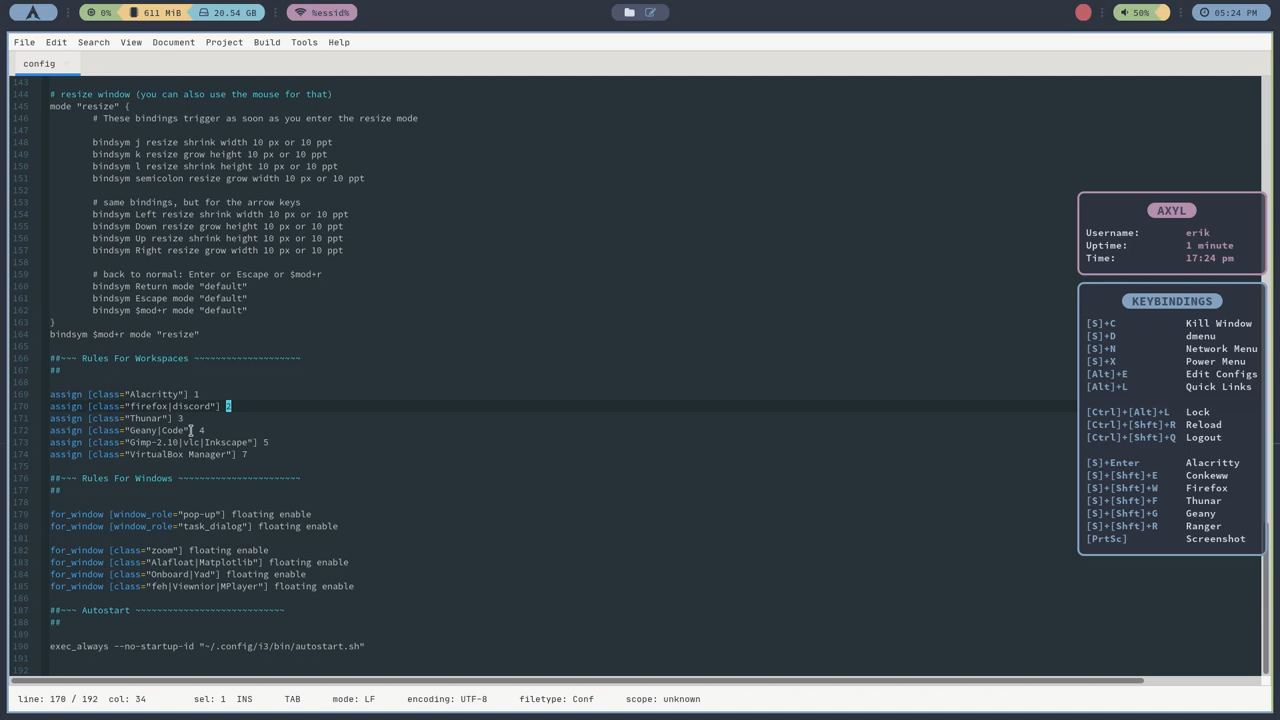 0% 611 MiB 20.54 GB %essid% 50% 05:24 PM
File Edit Search View Document Project Build Tools Help
config
143
144 # resize window (you can also use the mouse for that)
145 mode "resize" {
146 # These bindings trigger as soon as you enter the resize mode
147
148 bindsym j resize shrink width 10 px or 10 ppt
149 bindsym k resize grow height 10 px or 10 ppt
150 bindsym l resize shrink height 10 px or 10 ppt
151 bindsym semicolon resize grow width 10 px or 10 ppt
152
153 # same bindings, but for the arrow keys
154 bindsym Left resize shrink width 10 px or 10 ppt
155 bindsym Down resize grow height 10 px or 10 ppt
156 bindsym Up resize shrink height 10 px or 10 ppt
157 bindsym Right resize grow width 10 px or 10 ppt
158
159 # back to normal: Enter or Escape or $mod+r
160 bindsym Return mode "default"
161 bindsym Escape mode "default"
162 bindsym $mod+r mode "default"
163 }
164 bindsym $mod+r mode "resize"
165
166 ##~~~ Rules For Workspaces ~~~~~~~~~~~~~~~~~~~~
167 ##
168
169 assign [class="Alacritty"] 1
170 assign [class="firefox|discord"] 2
171 assign [class="Thunar"] 3
172 assign [class="Geany|Code"] 4
173 assign [class="Gimp-2.10|vlc|Inkscape"] 5
174 assign [class="VirtualBox Manager"] 7
175
176 ##~~~ Rules For Windows ~~~~~~~~~~~~~~~~~~~~~~~
177 ##
178
179 for_window [window_role="pop-up"] floating enable
180 for_window [window_role="task_dialog"] floating enable
181
182 for_window [class="zoom"] floating enable
183 for_window [class="Alafloat|Matplotlib"] floating enable
184 for_window [class="Onboard|Yad"] floating enable
185 for_window [class="feh|Viewnior|MPlayer"] floating enable
186
187 ##~~~ Autostart ~~~~~~~~~~~~~~~~~~~~~~~~~~~~
188 ##
189
190 exec_always --no-startup-id "~/.config/i3/bin/autostart.sh"
191
192
AXYL
Username: erik
Uptime: 1 minute
Time: 17:24 pm
KEYBINDINGS
[S]+C Kill Window
[S]+D dmenu
[S]+N Network Menu
[S]+X Power Menu
[Alt]+E Edit Configs
[Alt]+L Quick Links
[Ctrl]+[Alt]+L Lock
[Ctrl]+[Shft]+R Reload
[Ctrl]+[Shft]+Q Logout
[S]+Enter Alacritty
[S]+[Shft]+E Conkeww
[S]+[Shft]+W Firefox
[S]+[Shft]+F Thunar
[S]+[Shft]+G Geany
[S]+[Shft]+R Ranger
[PrtSc] Screenshot
line: 170 / 192 col: 34 sel: 1 INS TAB mode: LF encoding: UTF-8 filetype: Conf scope: unknown